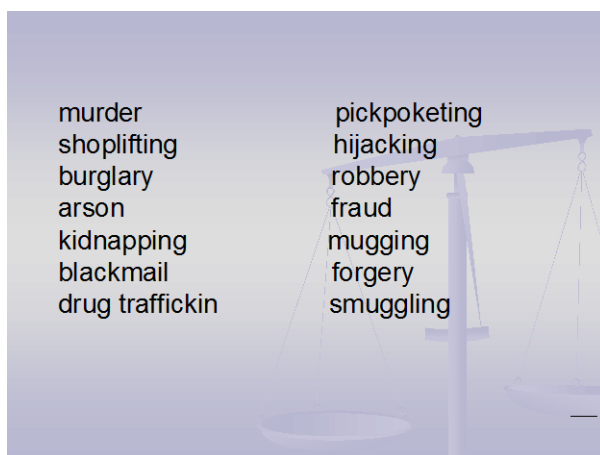 murder
shoplifting
burglary
arson
kidnapping
blackmail
drug traffickin
pickpoketing
hijacking
robbery
fraud
mugging
forgery
smuggling